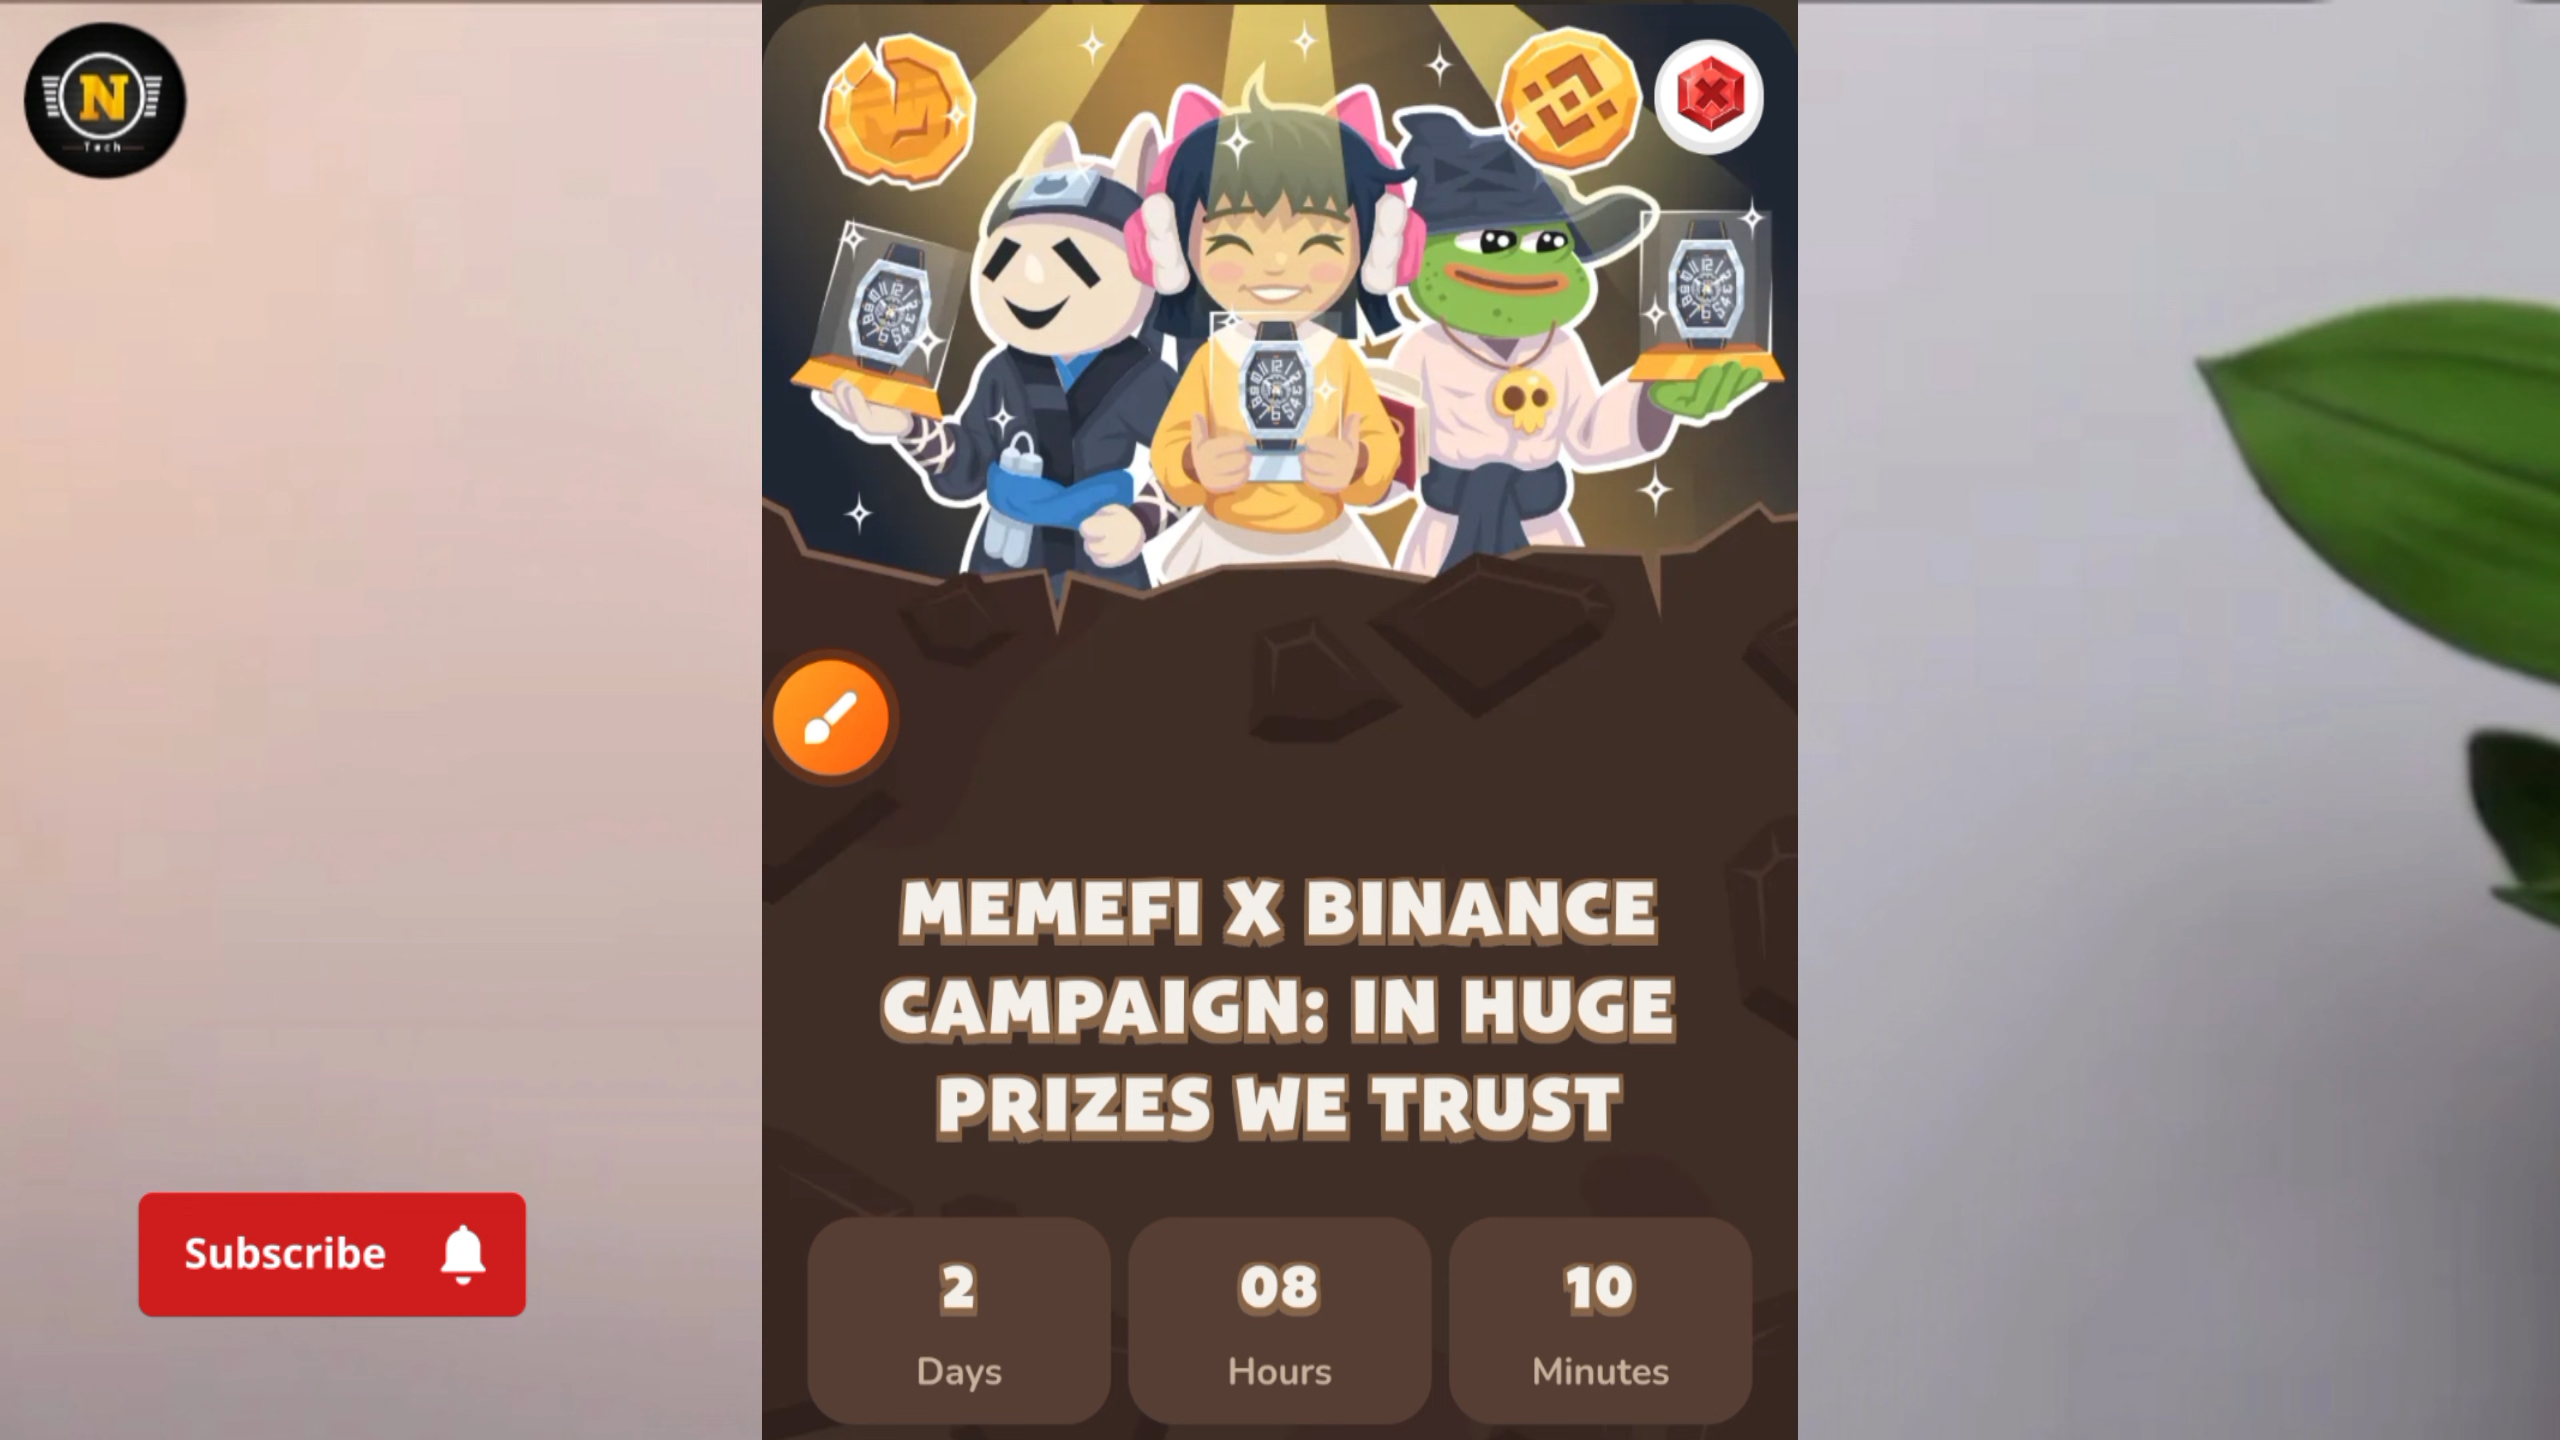 N
Tech
MEMEFI X BINANCE
CAMPAIGN: IN HUGE
PRIZES WE TRUST
Subscribe
2
08
10
Days
Hours
Minutes